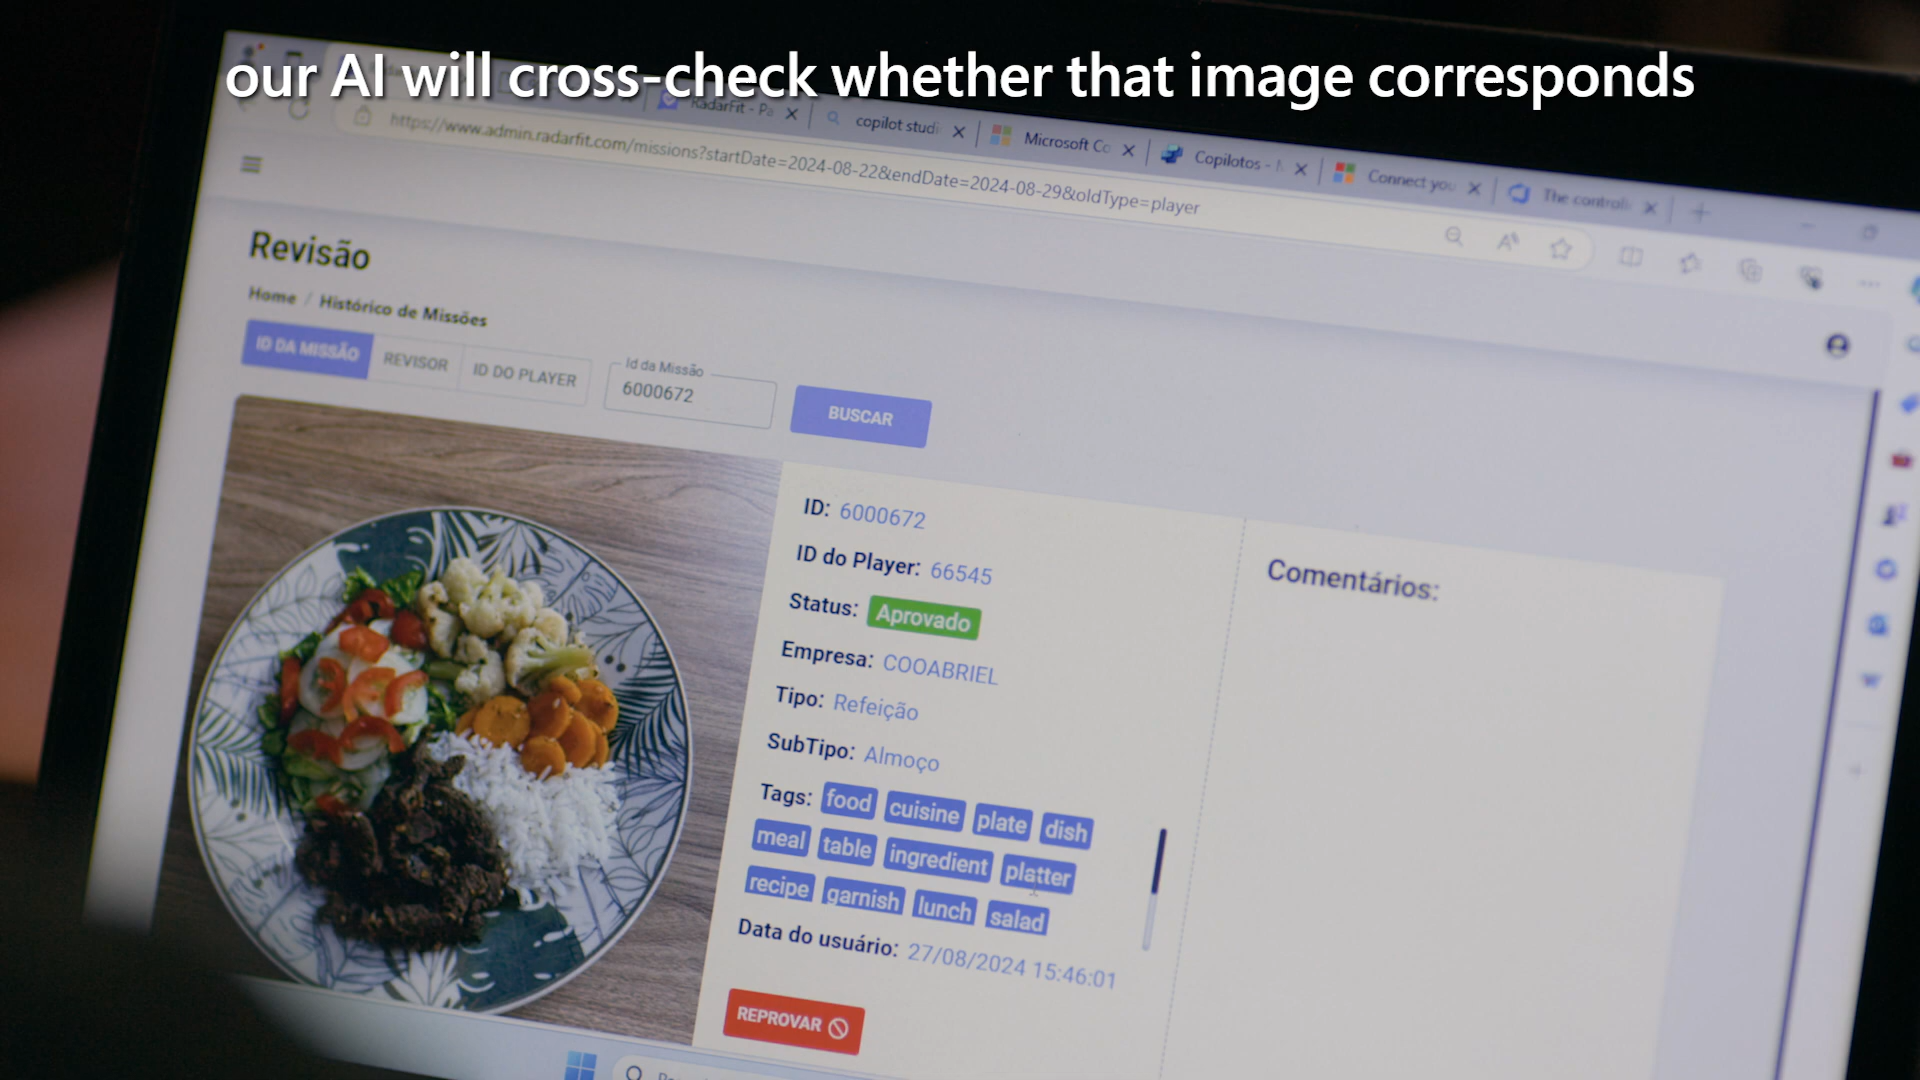 our AI will cross-check whether that image corresponds
RadarFit - Pa
copilot studi
Microsoft Co
Copilotos - M
Connect you
The controll
https://www.admin.radarfit.com/missions?startDate=2024-08-22&endDate=2024-08-29&oldType=player
Revisão
Home / Histórico de Missões
ID DA MISSÃO REVISOR ID DO PLAYER
Id da Missão
6000672
BUSCAR
ID: 6000672
ID do Player: 66545
Status: Aprovado
Empresa: COOABRIEL
Tipo: Refeição
SubTipo: Almoço
Tags: food cuisine plate dish
meal table ingredient platter
recipe garnish lunch salad
Data do usuário: 27/08/2024 15:46:01
REPROVAR
Comentários: